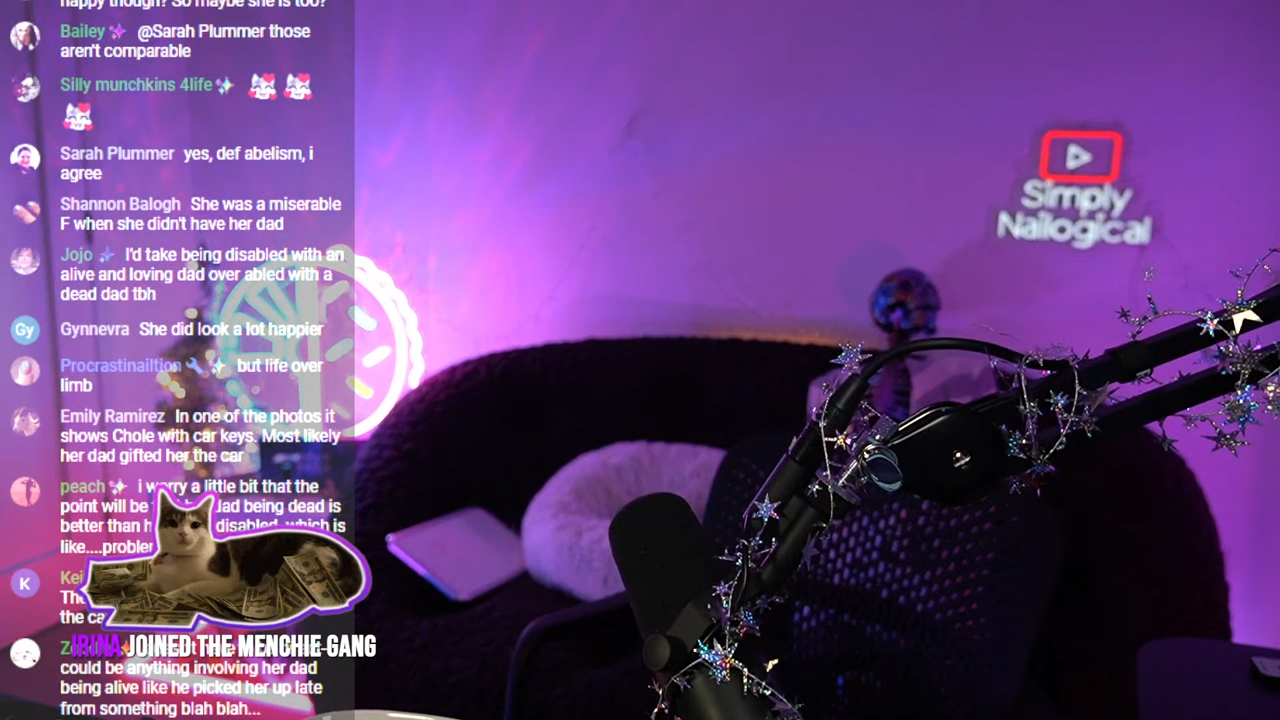 happy though? So maybe she is too?
Bailey @Sarah Plummer those
aren't comparable
Silly munchkins 4life
Sarah Plummer yes, def abelism, i
agree
Shannon Balogh She was a miserable
F when she didn't have her dad
Jojo I'd take being disabled with an
alive and loving dad over abled with a
dead dad tbh
Gy Gynnevra She did look a lot happier
Procrastinailtion but life over
limb
Emily Ramirez In one of the photos it
shows Chole with car keys. Most likely
her dad gifted her the car
peach i worry a little bit that the
point will be dad being dead is
better than disabled, which is
like....
K
the
IRINA JOINED THE MENCHIE GANG
could be anything involving her dad
being alive like he picked her up late
from something blah blah...
Simply
Nailogical